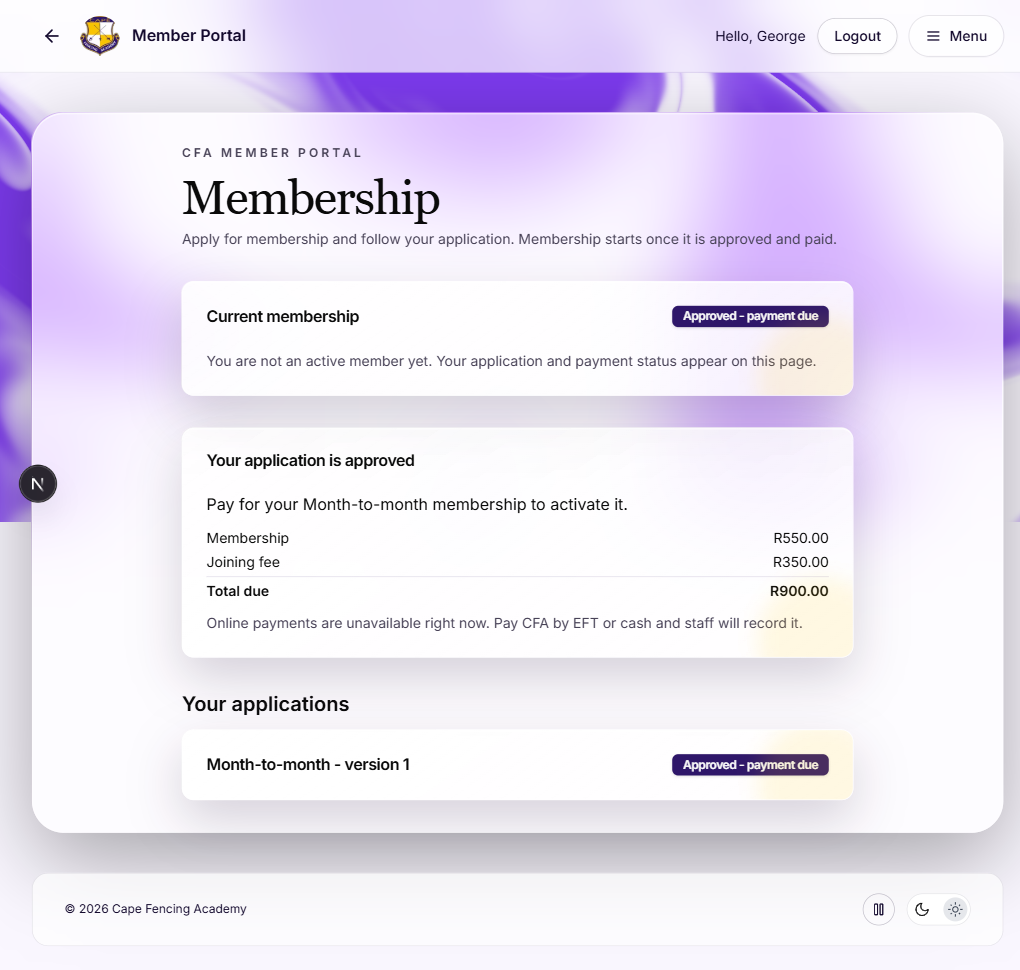 Member Portal
Hello, George
Logout
Menu
CFA MEMBER PORTAL
Membership
Apply for membership and follow your application. Membership starts once it is approved and paid.
Current membership
Approved - payment due
You are not an active member yet. Your application and payment status appear on this page.
Your application is approved
N
Pay for your Month-to-month membership to activate it.
Membership R550.00
Joining fee R350.00
Total due R900.00
Online payments are unavailable right now. Pay CFA by EFT or cash and staff will record it.
Your applications
Month-to-month - version 1
Approved - payment due
© 2026 Cape Fencing Academy